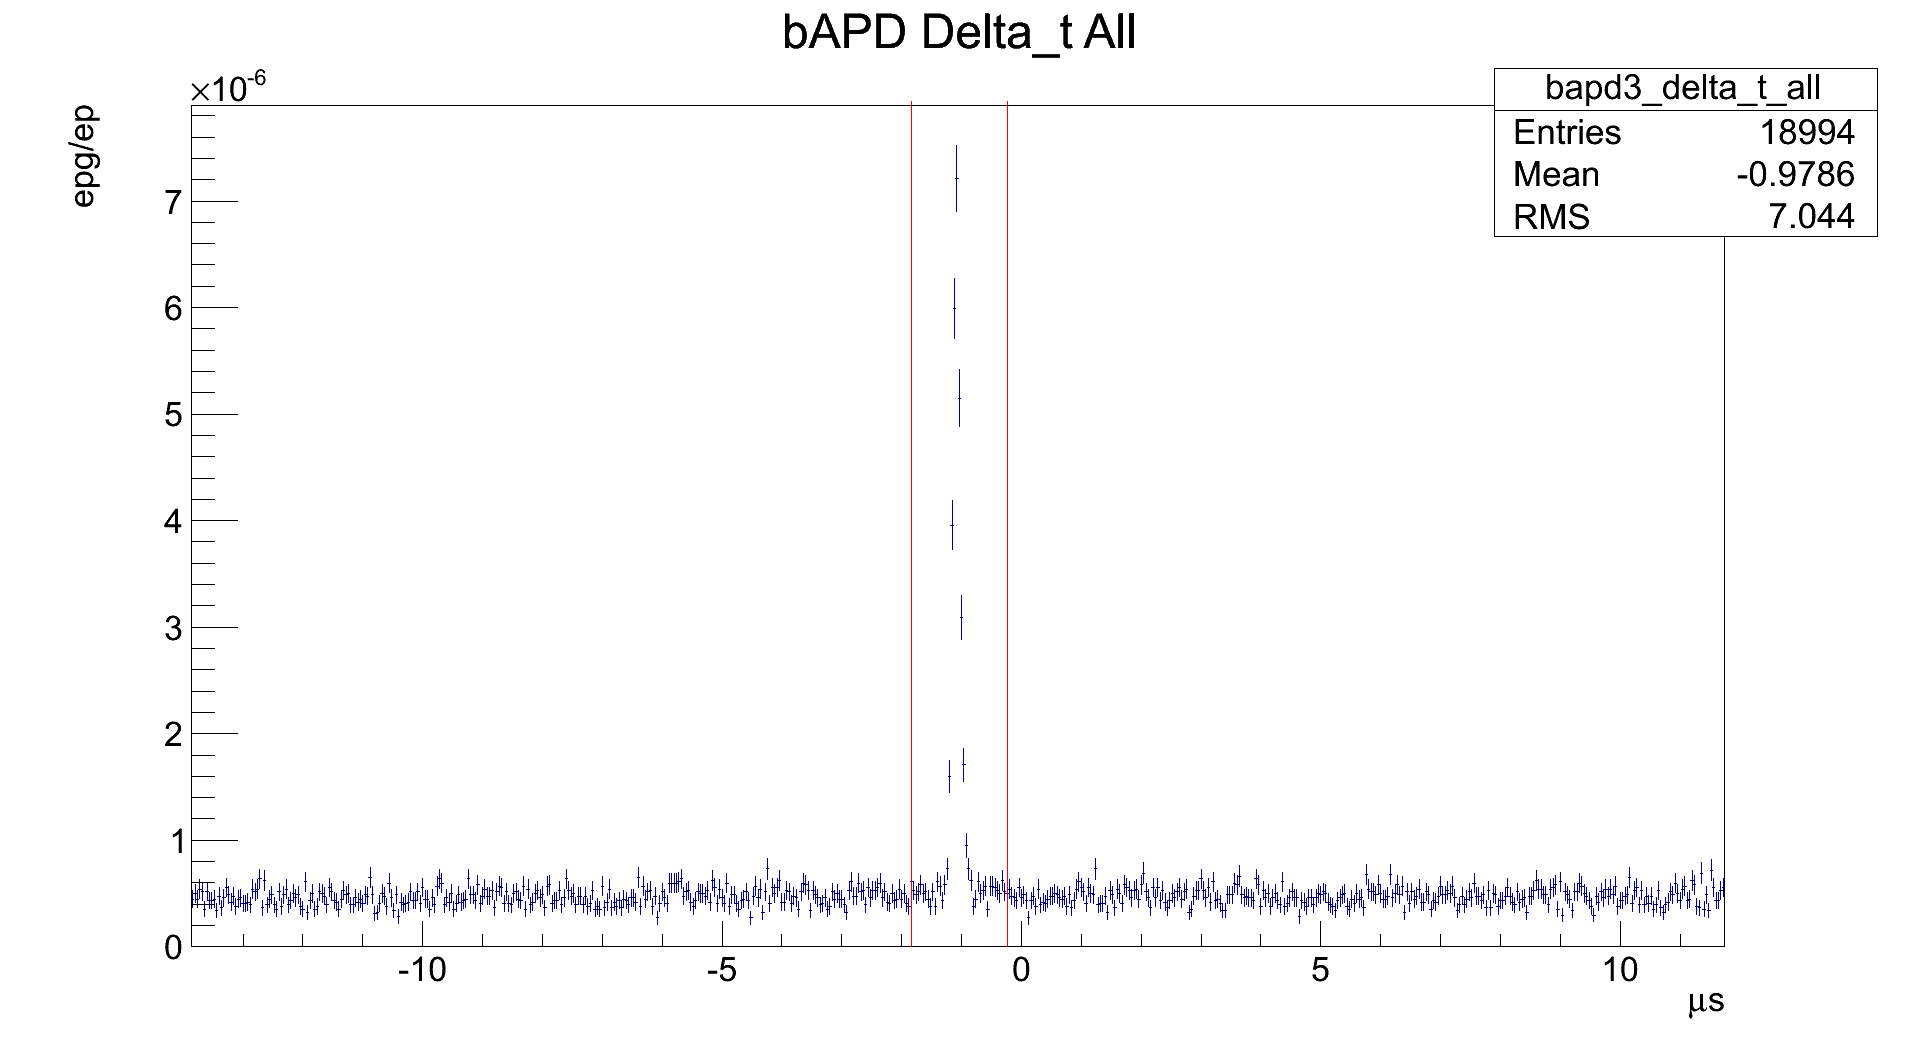 bAPD Delta_t All
×10-6
epg/ep
bapd3_delta_t_all
Entries 18994
Mean -0.9786
RMS 7.044
7
6
5
4
3
2
1
0
-10 -5 0 5 10
μs